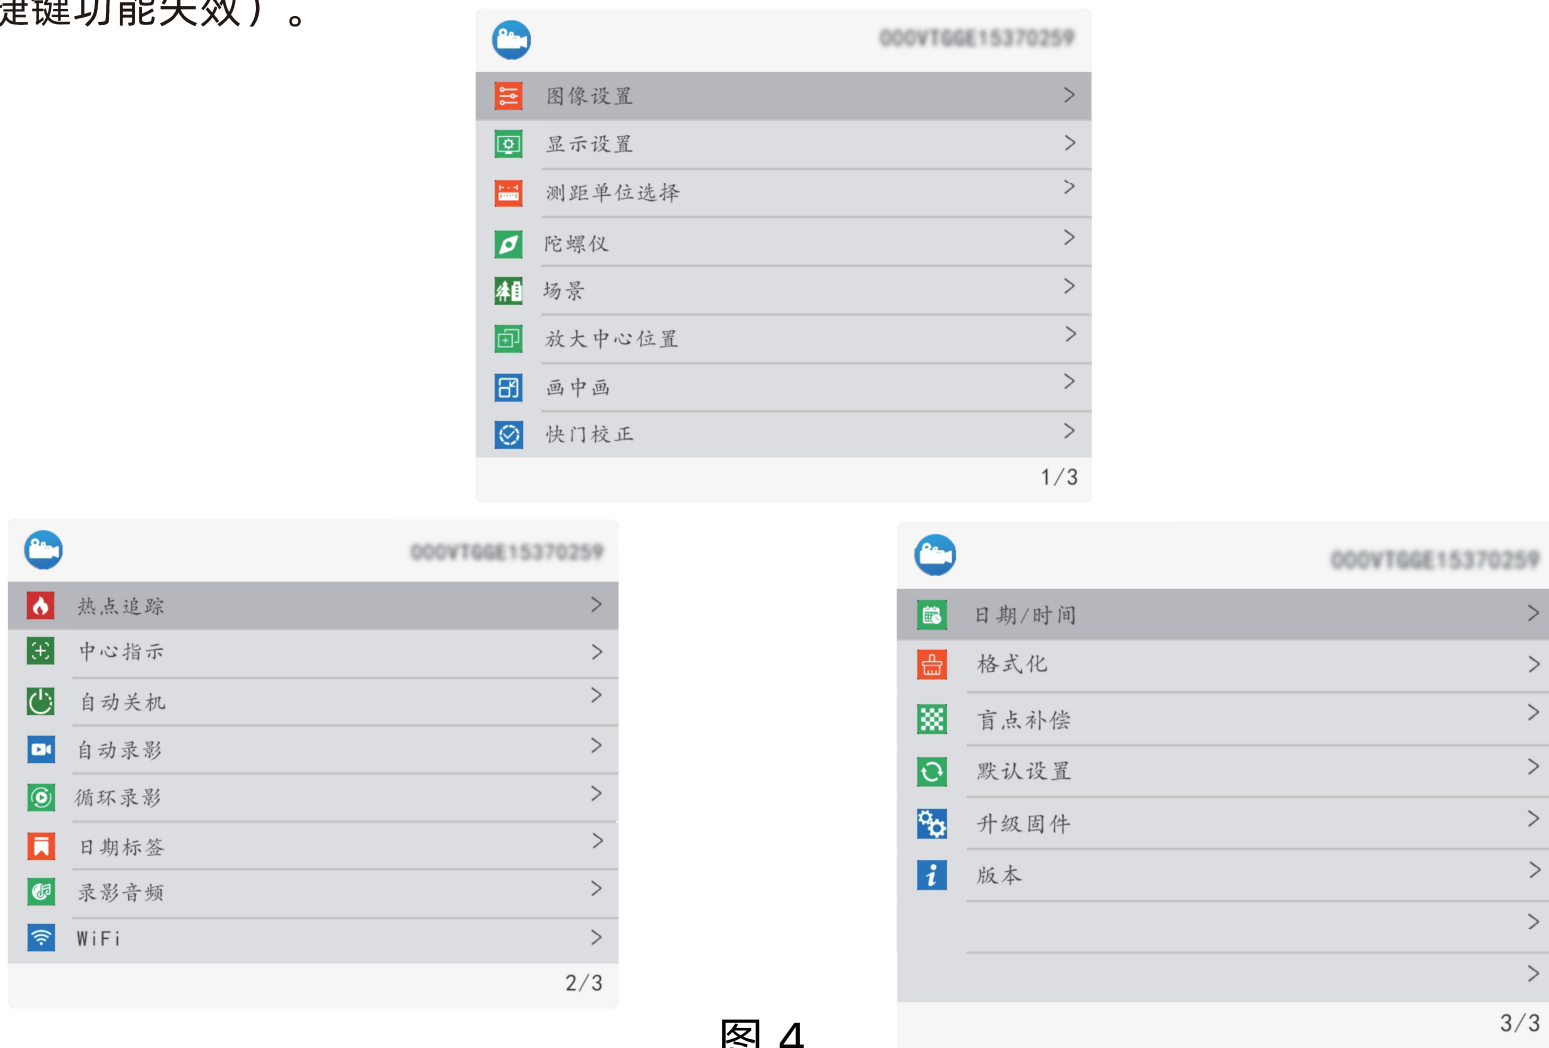 捷键功能失效）。
000VTGGE15370259
图像设置 >
显示设置 >
测距单位选择 >
陀螺仪 >
场景 >
放大中心位置 >
画中画 >
快门校正 >
1/3
000VTGGE15370259
热点追踪 >
中心指示 >
自动关机 >
自动录影 >
循环录影 >
日期标签 >
录影音频 >
WiFi >
2/3
000VTGGE15370259
日期/时间 >
格式化 >
盲点补偿 >
默认设置 >
升级固件 >
版本 >
>
>
3/3
图 4